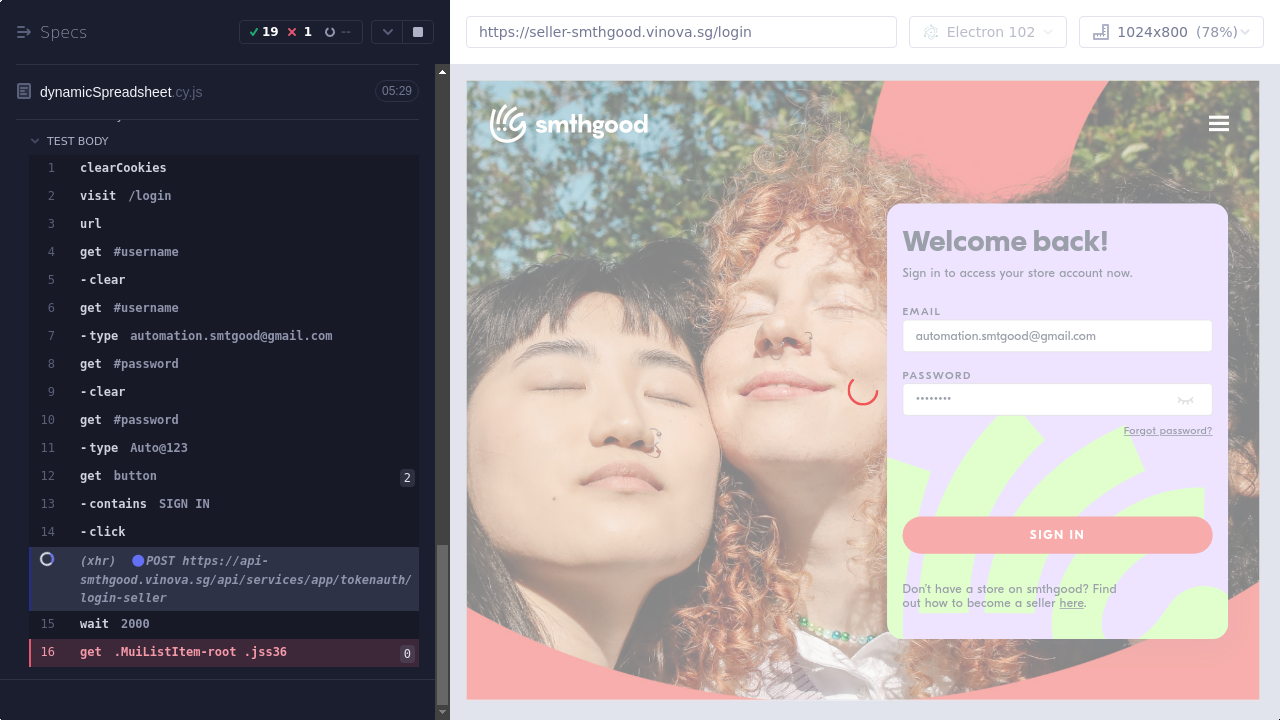 Specs
19
1
--
dynamicSpreadsheet.cy.js
05:29
TEST BODY
1 clearCookies
2 visit /login
3 url
4 get #username
5 -clear
6 get #username
7 -type automation.smtgood@gmail.com
8 get #password
9 -clear
10 get #password
11 -type Auto@123
12 get button 2
13 -contains SIGN IN
14 -click
(xhr) POST https://api-
smthgood.vinova.sg/api/services/app/tokenauth/
login-seller
15 wait 2000
16 get .MuiListItem-root .jss36 0
https://seller-smthgood.vinova.sg/login
Electron 102
1024x800 (78%)
smthgood
Welcome back!
Sign in to access your store account now.
EMAIL
automation.smtgood@gmail.com
PASSWORD
••••••••
Forgot password?
SIGN IN
Don't have a store on smthgood? Find
out how to become a seller here.